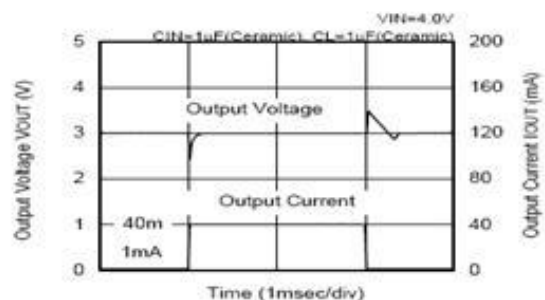 VIN=4.0V
CIN=1uF(Ceramic), CL=1uF(Ceramic)
5 200
4 160
Output Voltage
3 120
2 80
Output Current
1 40m 40
1mA
0 0
Time (1msec/div)
Output Voltage VOUT (V)
Output Current IOUT (mA)